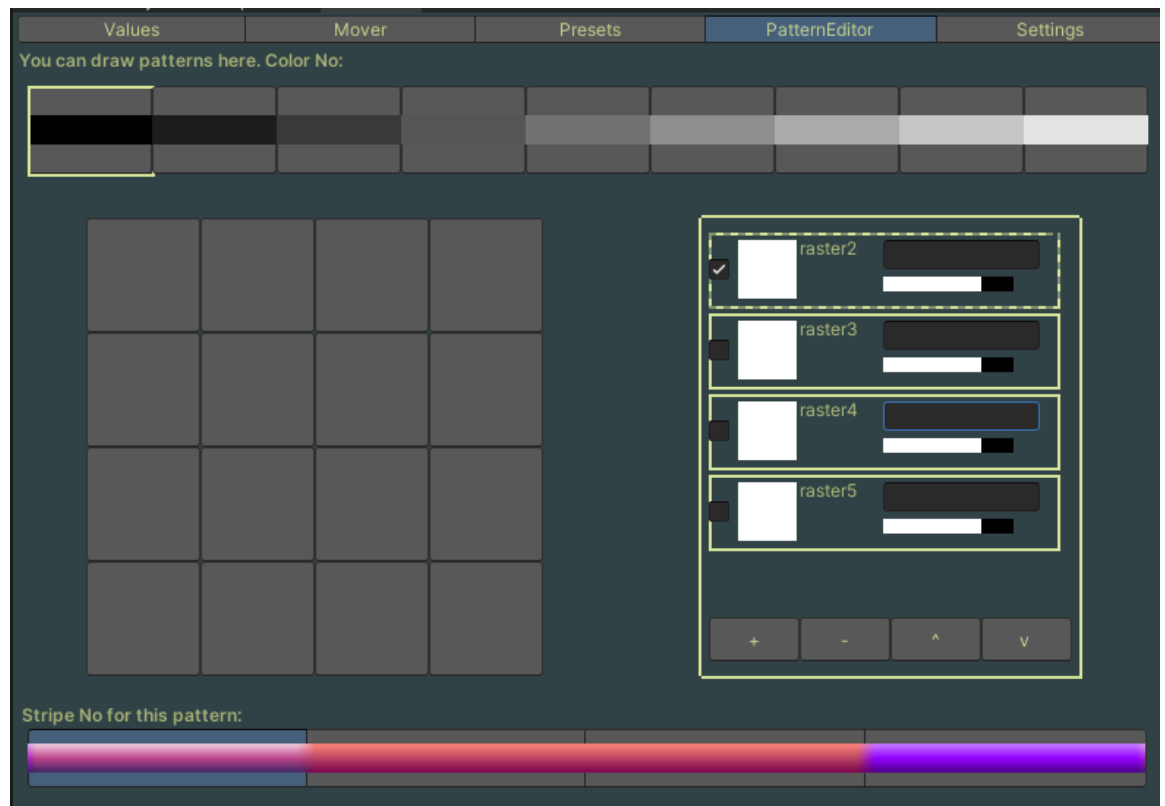 Values Mover Presets PatternEditor Settings
You can draw patterns here. Color No:
raster2
raster3
raster4
raster5
+ - ^ v
Stripe No for this pattern: